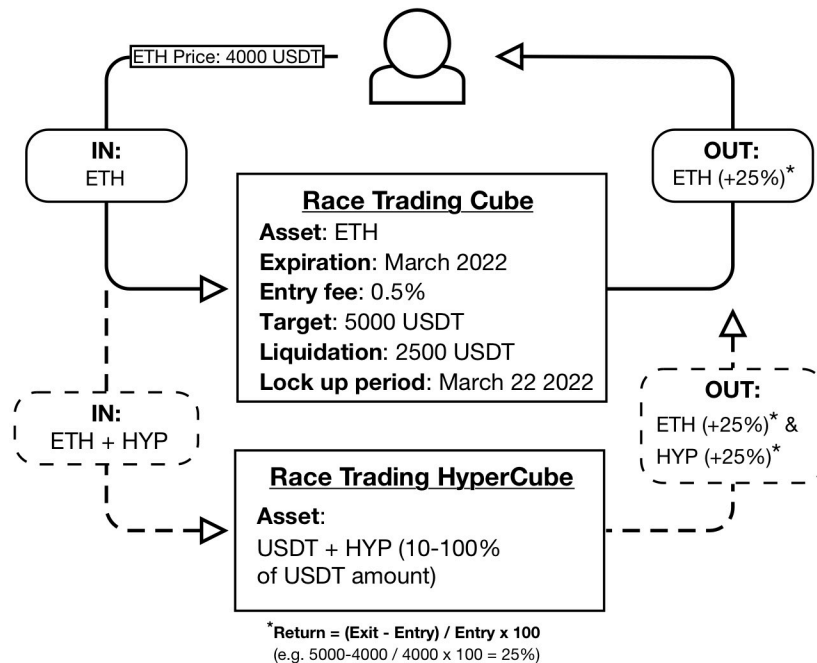 ETH Price: 4000 USDT
IN:
ETH
OUT:
ETH (+25%)*
Race Trading Cube
Asset: ETH
Expiration: March 2022
Entry fee: 0.5%
Target: 5000 USDT
Liquidation: 2500 USDT
Lock up period: March 22 2022
IN:
ETH + HYP
OUT:
ETH (+25%)* &
HYP (+25%)*
Race Trading HyperCube
Asset:
USDT + HYP (10-100%
of USDT amount)
*Return = (Exit - Entry) / Entry x 100
(e.g. 5000-4000 / 4000 x 100 = 25%)